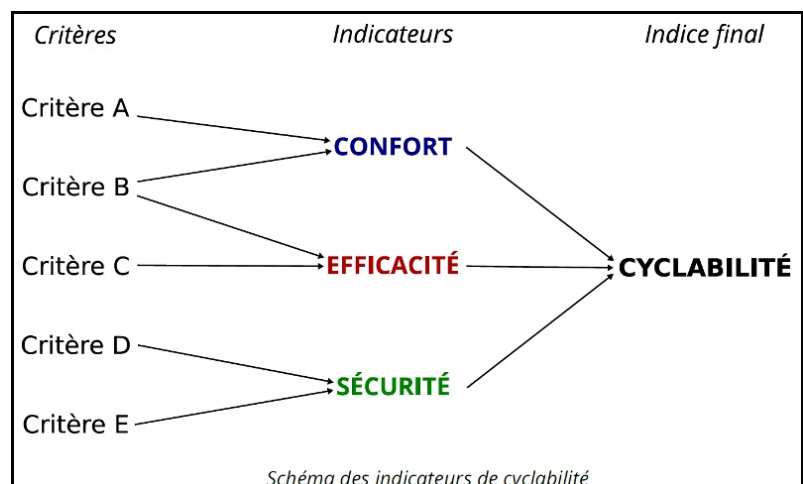 Critères Indicateurs Indice final
Critère A
CONFORT
Critère B
Critère C
EFFICACITÉ
CYCLABILITÉ
Critère D
SÉCURITÉ
Critère E
Schéma des indicateurs de cyclabilité